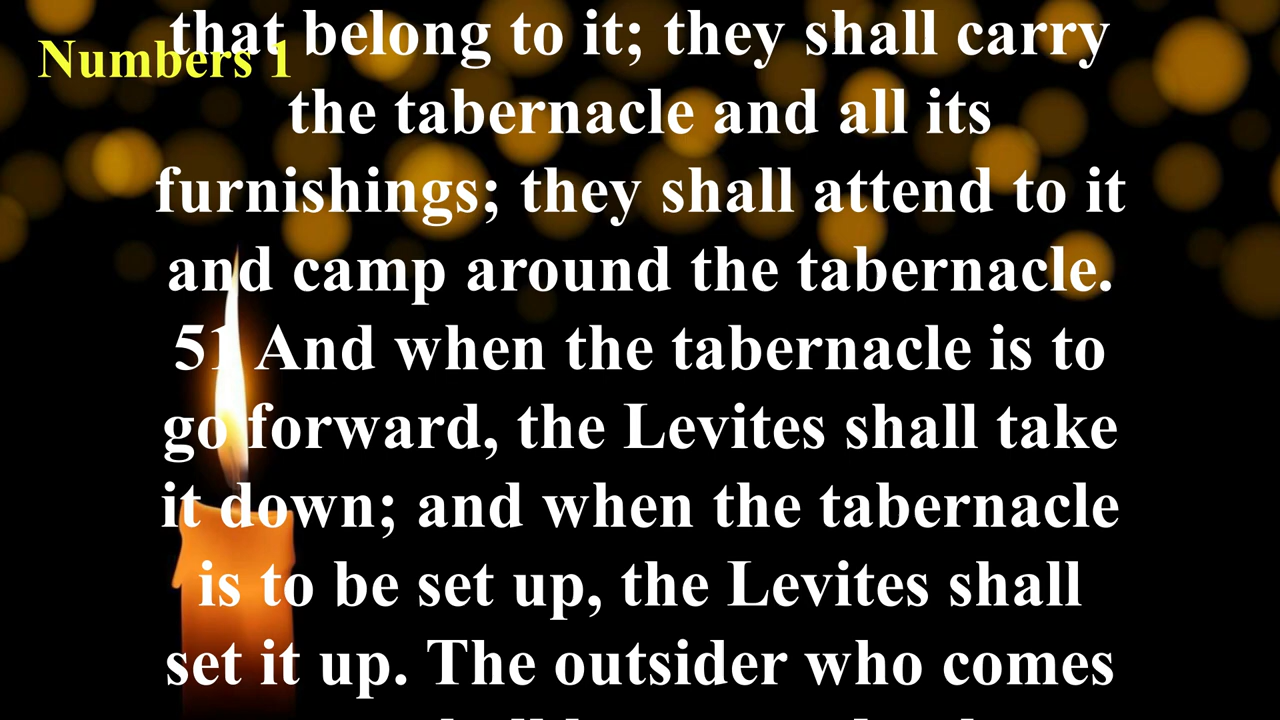 Numbers 1
that belong to it; they shall carry
the tabernacle and all its
furnishings; they shall attend to it
and camp around the tabernacle.
51 And when the tabernacle is to
go forward, the Levites shall take
it down; and when the tabernacle
is to be set up, the Levites shall
set it up. The outsider who comes